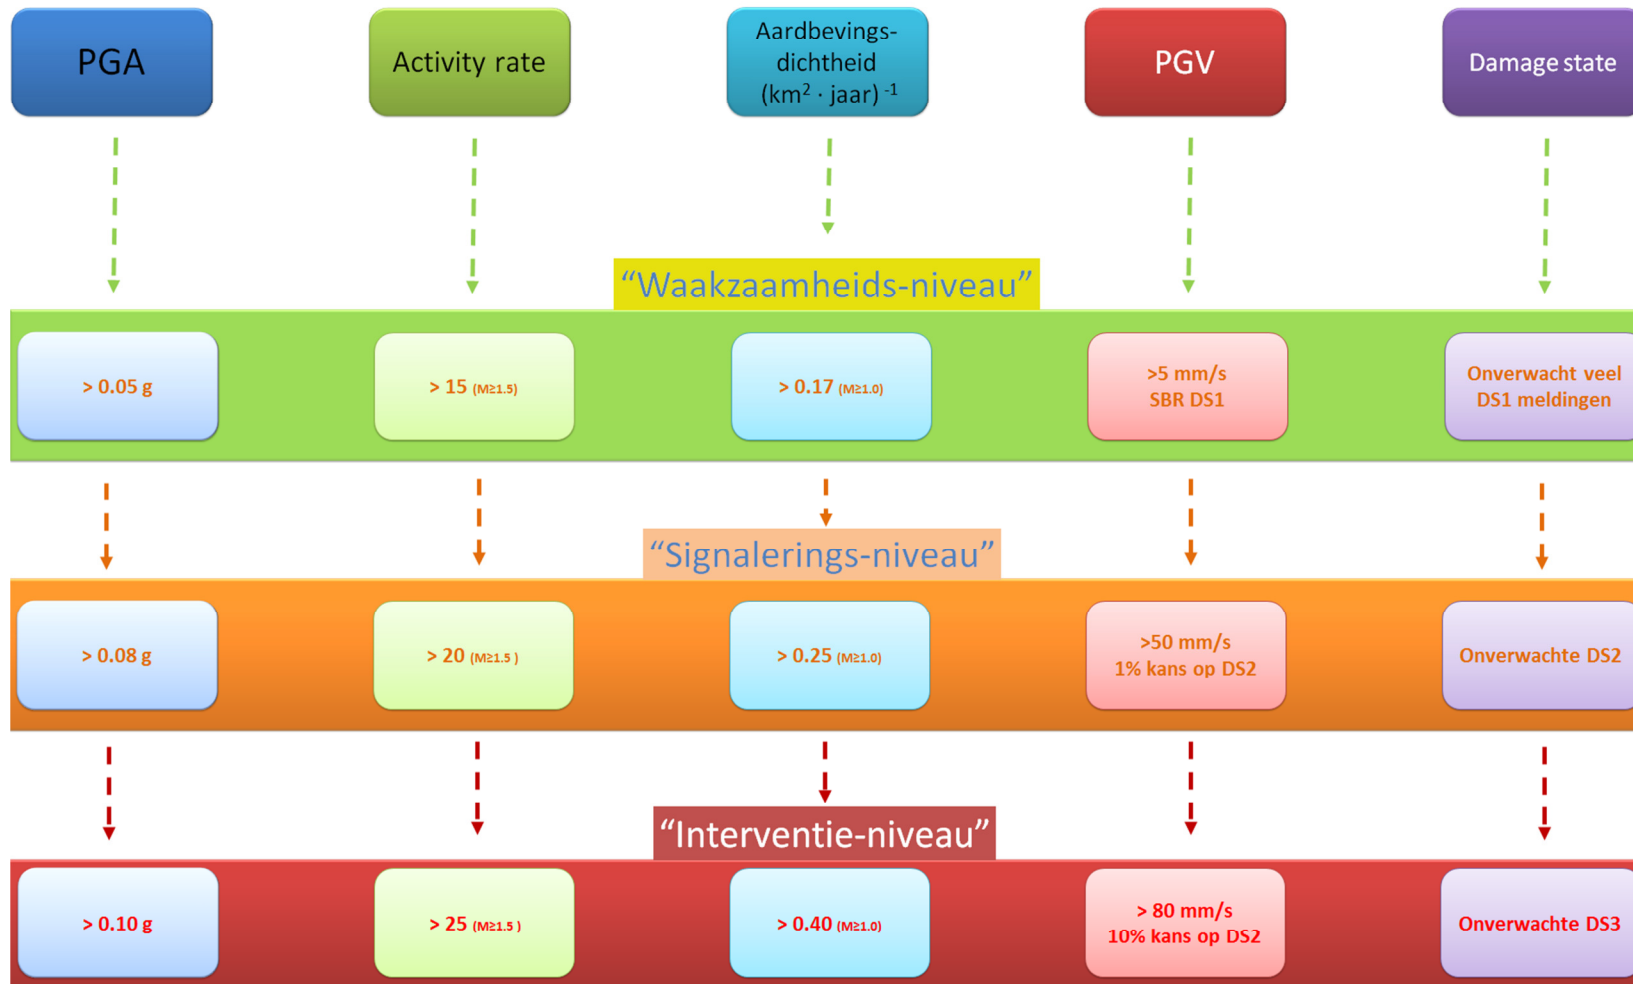 PGA
Activity rate
Aardbevings-
dichtheid
(km² · jaar) ⁻¹
PGV
Damage state
“Waakzaamheids-niveau”
> 0.05 g
> 15 (M≥1.5)
> 0.17 (M≥1.0)
>5 mm/s
SBR DS1
Onverwacht veel
DS1 meldingen
“Signalerings-niveau”
> 0.08 g
> 20 (M≥1.5 )
> 0.25 (M≥1.0)
>50 mm/s
1% kans op DS2
Onverwachte DS2
“Interventie-niveau”
> 0.10 g
> 25 (M≥1.5 )
> 0.40 (M≥1.0)
> 80 mm/s
10% kans op DS2
Onverwachte DS3